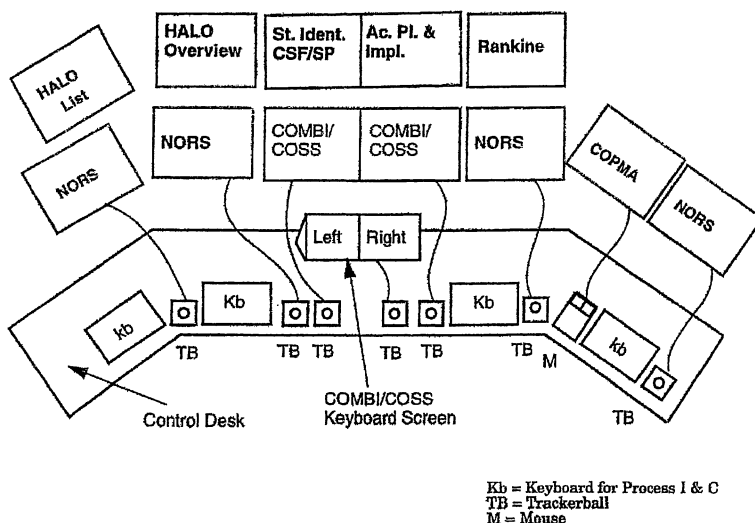 HALO
Overview
St. Ident.
CSF/SP
Ac. Pl. &
Impl.
Rankine
HALO
List
NORS
NORS
COMBI/
COSS
COMBI/
COSS
NORS
COPMA
NORS
Left
Right
kb
Kb
Kb
kb
TB
TB
TB
TB
TB
TB
M
TB
Control Desk
COMBI/COSS
Keyboard Screen
Kb = Keyboard for Process I & C
TB = Trackerball
M = Mouse